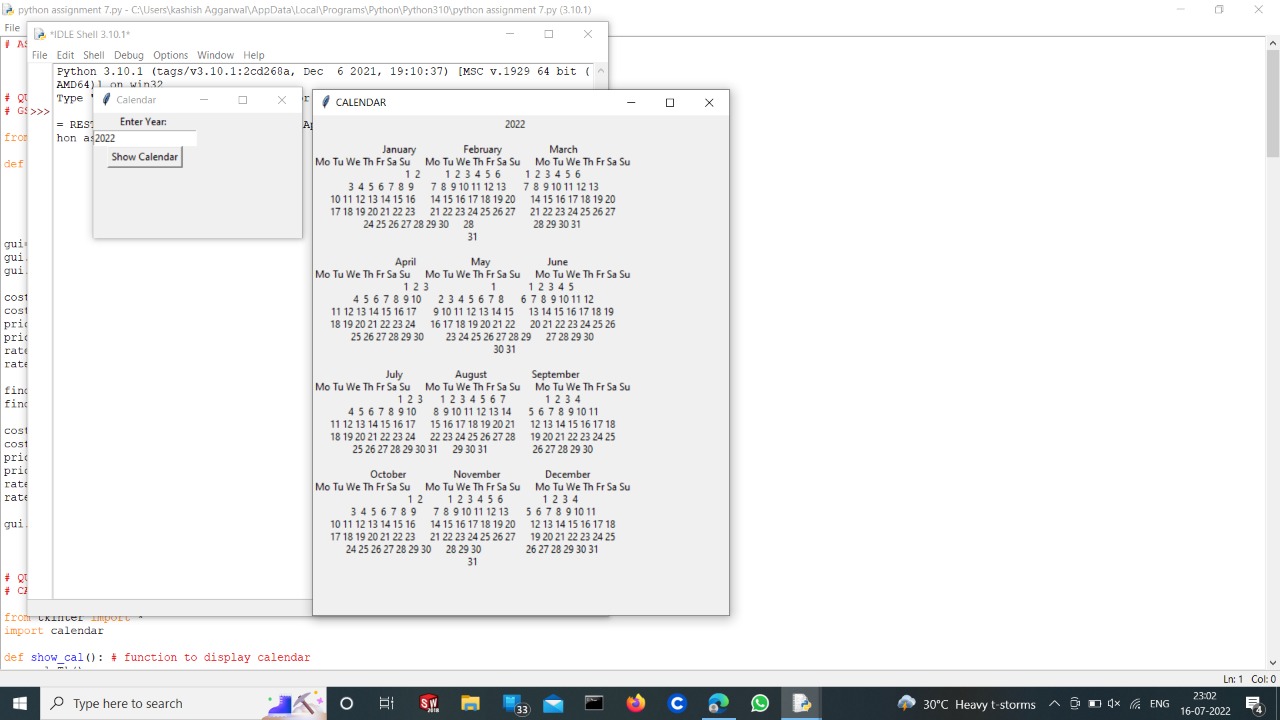 python assignment 7.py - C:\Users\kashish Aggarwal\AppData\Local\Programs\Python\Python310\python assignment 7.py (3.10.1)
File
*IDLE Shell 3.10.1*
File Edit Shell Debug Options Window Help
Python 3.10.1 (tags/v3.10.1:2cd268a, Dec 6 2021, 19:10:37) [MSC v.1929 64 bit (
AMD64)] on win32
Type
>>>
= REST
hon as
Calendar
Enter Year:
2022
Show Calendar
CALENDAR
2022
January February March
Mo Tu We Th Fr Sa Su Mo Tu We Th Fr Sa Su Mo Tu We Th Fr Sa Su
1 2 1 2 3 4 5 6 1 2 3 4 5 6
3 4 5 6 7 8 9 7 8 9 10 11 12 13 7 8 9 10 11 12 13
10 11 12 13 14 15 16 14 15 16 17 18 19 20 14 15 16 17 18 19 20
17 18 19 20 21 22 23 21 22 23 24 25 26 27 21 22 23 24 25 26 27
24 25 26 27 28 29 30 28 28 29 30 31
31
April May June
Mo Tu We Th Fr Sa Su Mo Tu We Th Fr Sa Su Mo Tu We Th Fr Sa Su
1 2 3 1 1 2 3 4 5
4 5 6 7 8 9 10 2 3 4 5 6 7 8 6 7 8 9 10 11 12
11 12 13 14 15 16 17 9 10 11 12 13 14 15 13 14 15 16 17 18 19
18 19 20 21 22 23 24 16 17 18 19 20 21 22 20 21 22 23 24 25 26
25 26 27 28 29 30 23 24 25 26 27 28 29 27 28 29 30
30 31
July August September
Mo Tu We Th Fr Sa Su Mo Tu We Th Fr Sa Su Mo Tu We Th Fr Sa Su
1 2 3 1 2 3 4 5 6 7 1 2 3 4
4 5 6 7 8 9 10 8 9 10 11 12 13 14 5 6 7 8 9 10 11
11 12 13 14 15 16 17 15 16 17 18 19 20 21 12 13 14 15 16 17 18
18 19 20 21 22 23 24 22 23 24 25 26 27 28 19 20 21 22 23 24 25
25 26 27 28 29 30 31 29 30 31 26 27 28 29 30
October November December
Mo Tu We Th Fr Sa Su Mo Tu We Th Fr Sa Su Mo Tu We Th Fr Sa Su
1 2 1 2 3 4 5 6 1 2 3 4
3 4 5 6 7 8 9 7 8 9 10 11 12 13 5 6 7 8 9 10 11
10 11 12 13 14 15 16 14 15 16 17 18 19 20 12 13 14 15 16 17 18
17 18 19 20 21 22 23 21 22 23 24 25 26 27 19 20 21 22 23 24 25
24 25 26 27 28 29 30 28 29 30 26 27 28 29 30 31
31
# AS
# QU
# GS
from
def
gui=
gui.
gui.
cost
cost
pric
pric
rate
rate
find
find
cost
cost
pric
pric
rate
rate
gui.
# QU
# CA
from tkinter import *
import calendar
def show_cal(): # function to display calendar
Ln: 1 Col: 0
Type here to search
33
30°C Heavy t-storms
ENG
23:02
16-07-2022
4